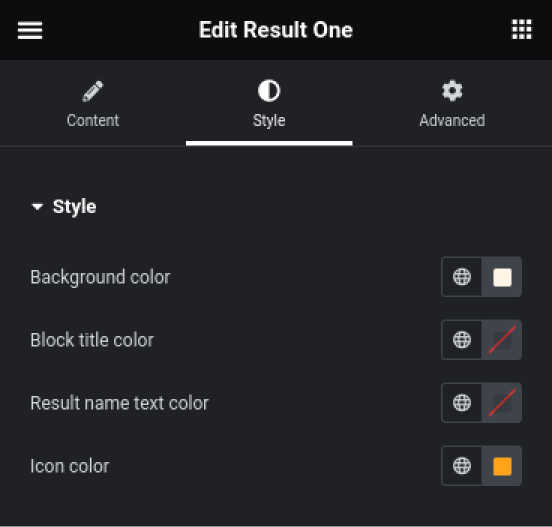 Edit Result One
Content
Style
Advanced
Style
Background color
Block title color
Result name text color
Icon color